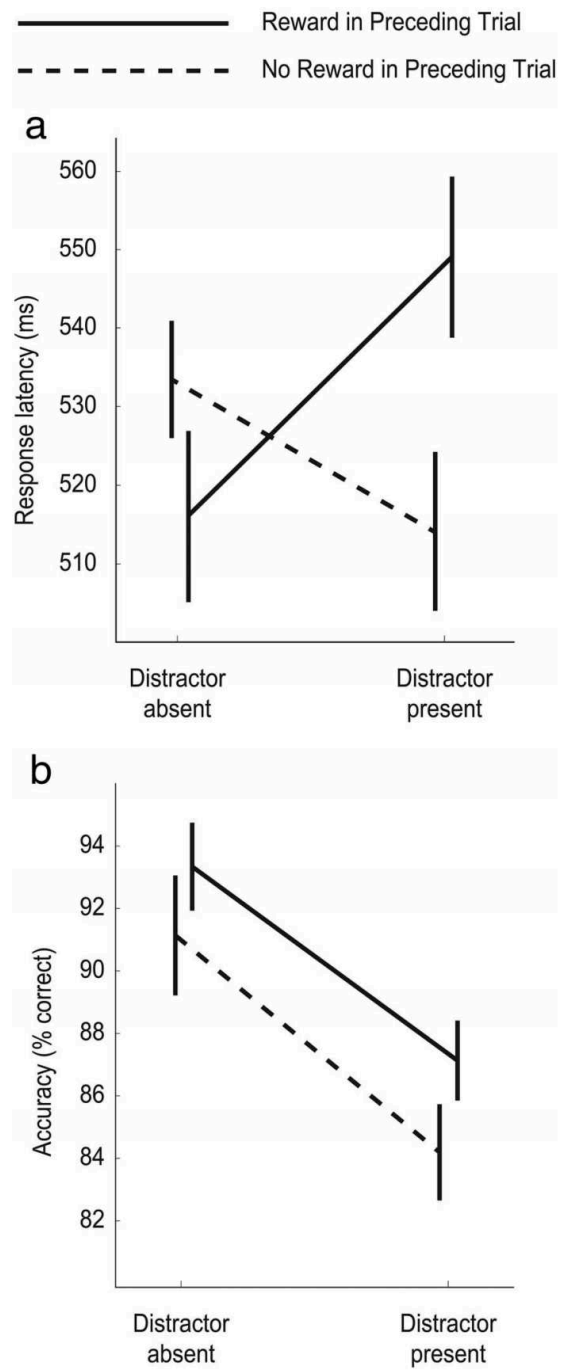 Reward in Preceding Trial
No Reward in Preceding Trial
a
560
550
540
530
520
510
Response latency (ms)
Distractor
absent
Distractor
present
b
94
92
90
88
86
84
82
Accuracy (% correct)
Distractor
absent
Distractor
present